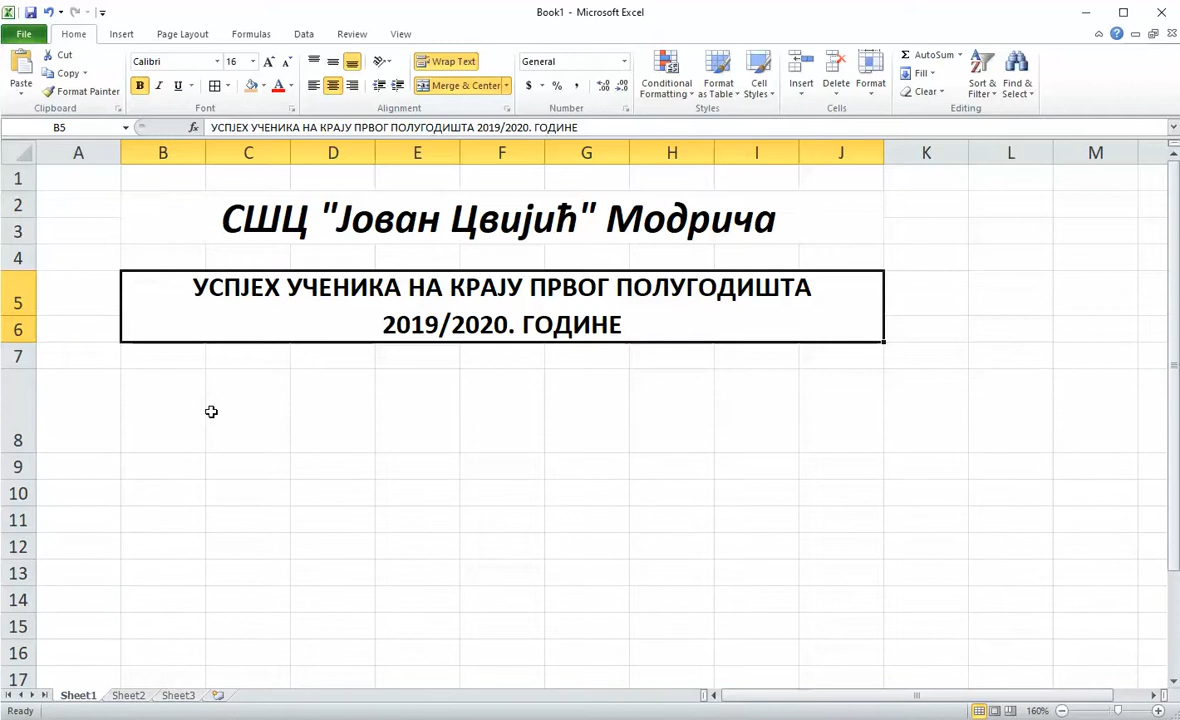 Book1 - Microsoft Excel
File Home Insert Page Layout Formulas Data Review View
Paste
Cut
Copy
Format Painter
Clipboard
Calibri 16
B I U
Font
Wrap Text
Merge & Center
Alignment
General
$ % ,
Number
Conditional Formatting
Format as Table
Cell Styles
Styles
Insert Delete Format
Cells
AutoSum
Fill
Clear
Sort & Filter
Find & Select
Editing
B5 fx УСПЈЕХ УЧЕНИКА НА КРАЈУ ПРВОГ ПОЛУГОДИШТА 2019/2020. ГОДИНЕ
A B C D E F G H I J K L M
1
2
СШЦ "Јован Цвијић" Модрича
3
4
УСПЈЕХ УЧЕНИКА НА КРАЈУ ПРВОГ ПОЛУГОДИШТА
5
2019/2020. ГОДИНЕ
6
7
8
9
10
11
12
13
14
15
16
17
Sheet1 Sheet2 Sheet3
Ready 160%